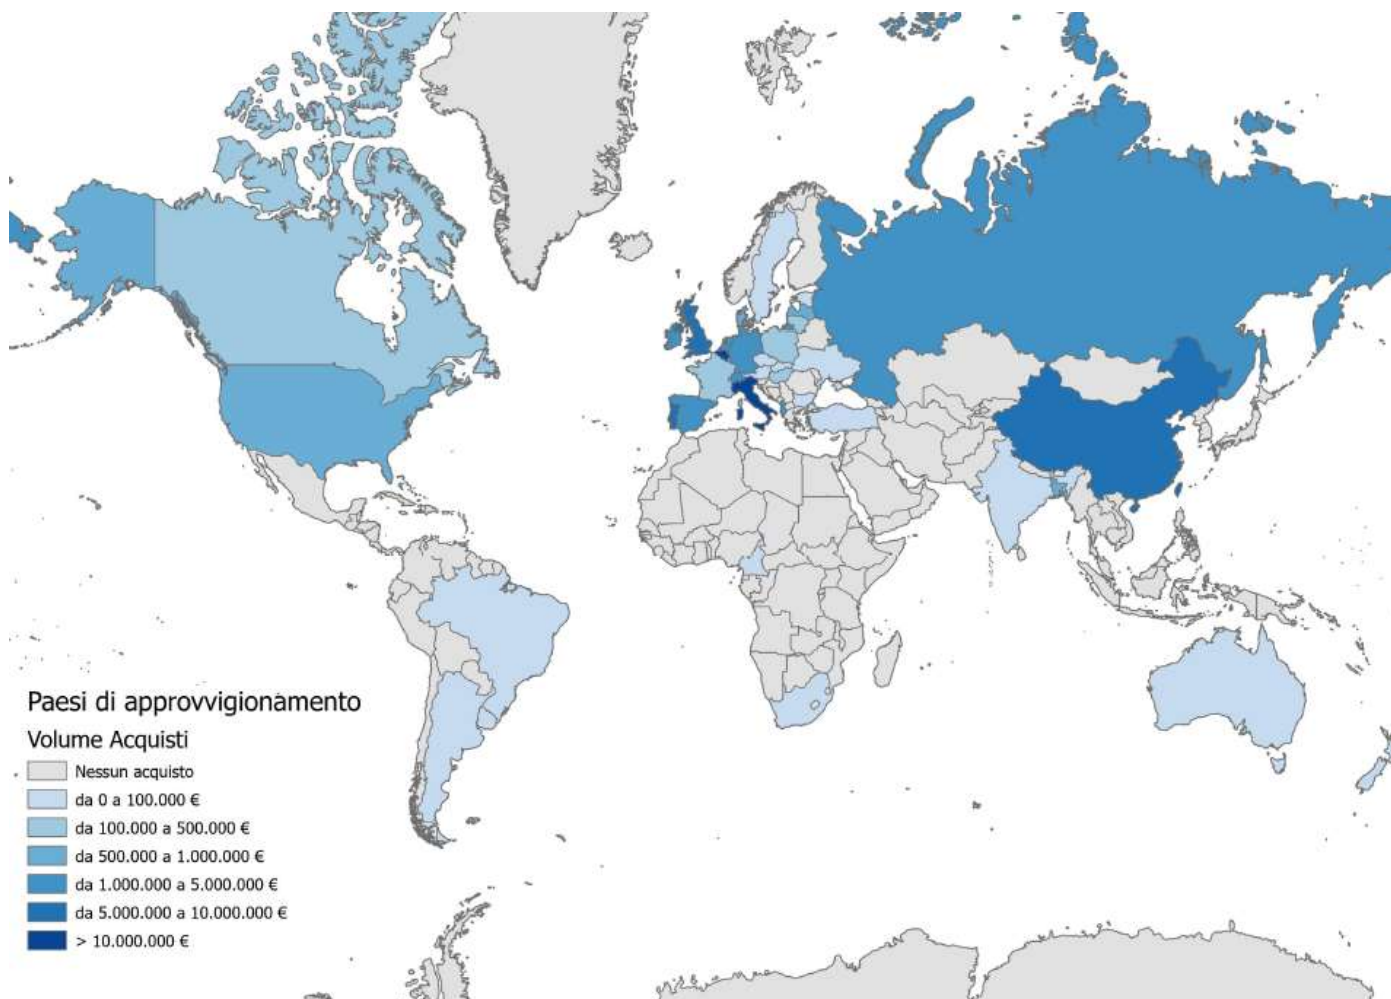 Paesi di approvvigionamento
Volume Acquisti
Nessun acquisto
da 0 a 100.000 €
da 100.000 a 500.000 €
da 500.000 a 1.000.000 €
da 1.000.000 a 5.000.000 €
da 5.000.000 a 10.000.000 €
> 10.000.000 €